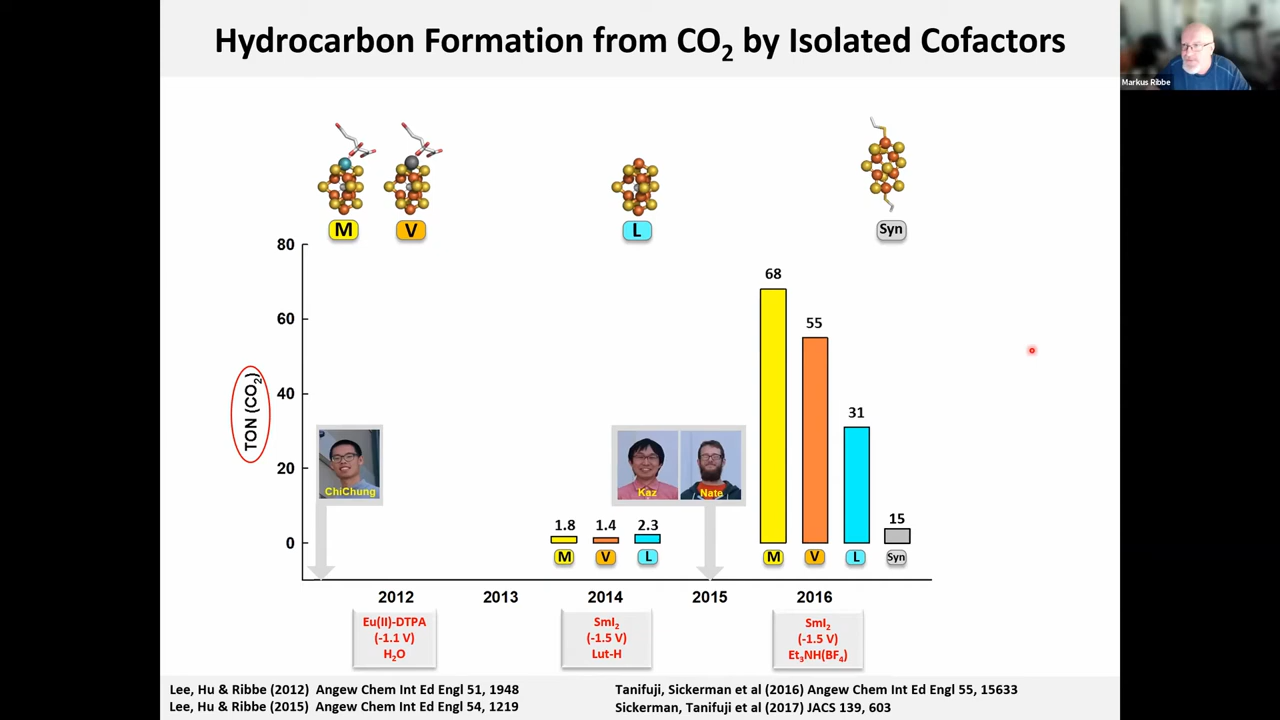 Hydrocarbon Formation from CO₂ by Isolated Cofactors
Markus Ribbe
M
V
L
Syn
80
60
40
20
0
TON (CO₂)
ChiChung
Kaz
Nate
1.8
1.4
2.3
68
55
31
15
M
V
L
M
V
L
Syn
2012
2013
2014
2015
2016
Eu(II)-DTPA
(-1.1 V)
H₂O
SmI₂
(-1.5 V)
Lut-H
SmI₂
(-1.5 V)
Et₃NH(BF₄)
Lee, Hu & Ribbe (2012) Angew Chem Int Ed Engl 51, 1948
Lee, Hu & Ribbe (2015) Angew Chem Int Ed Engl 54, 1219
Tanifuji, Sickerman et al (2016) Angew Chem Int Ed Engl 55, 15633
Sickerman, Tanifuji et al (2017) JACS 139, 603